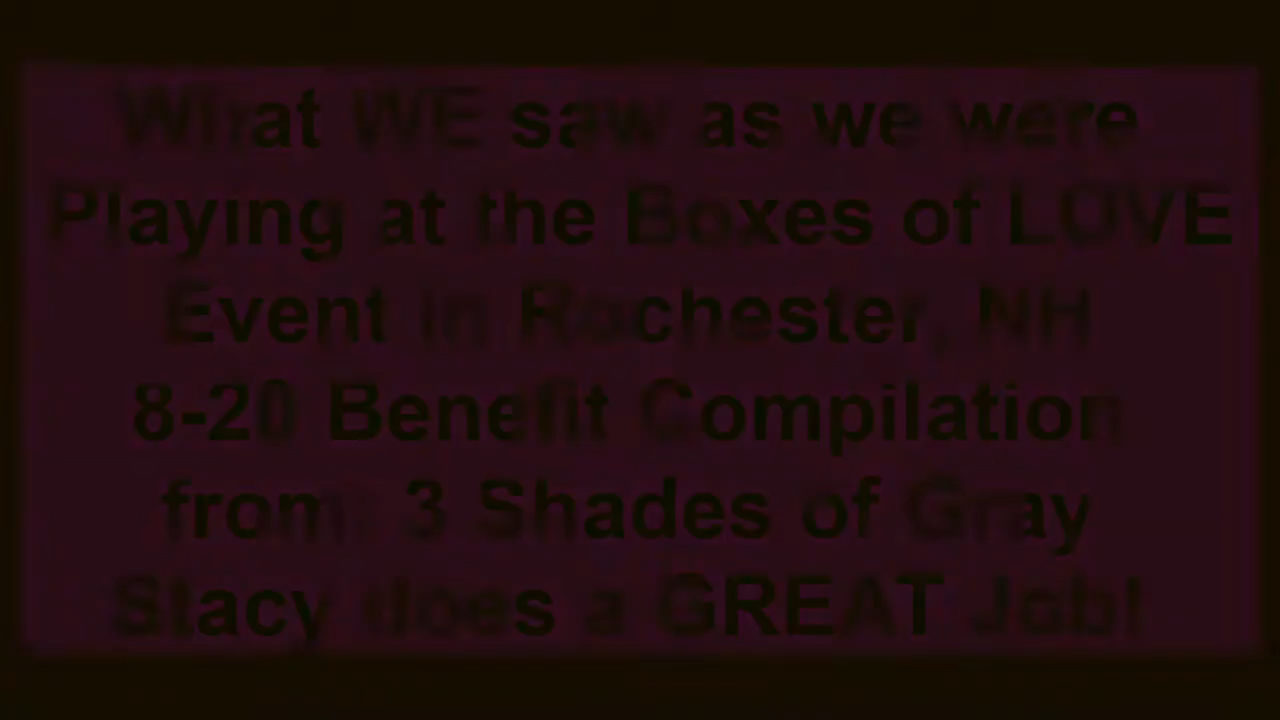 What WE saw as we were
Playing at the Boxes of LOVE
Event in Rochester, NH
8-20 Benefit Compilation
from: 3 Shades of Gray
Stacy does a GREAT Job!